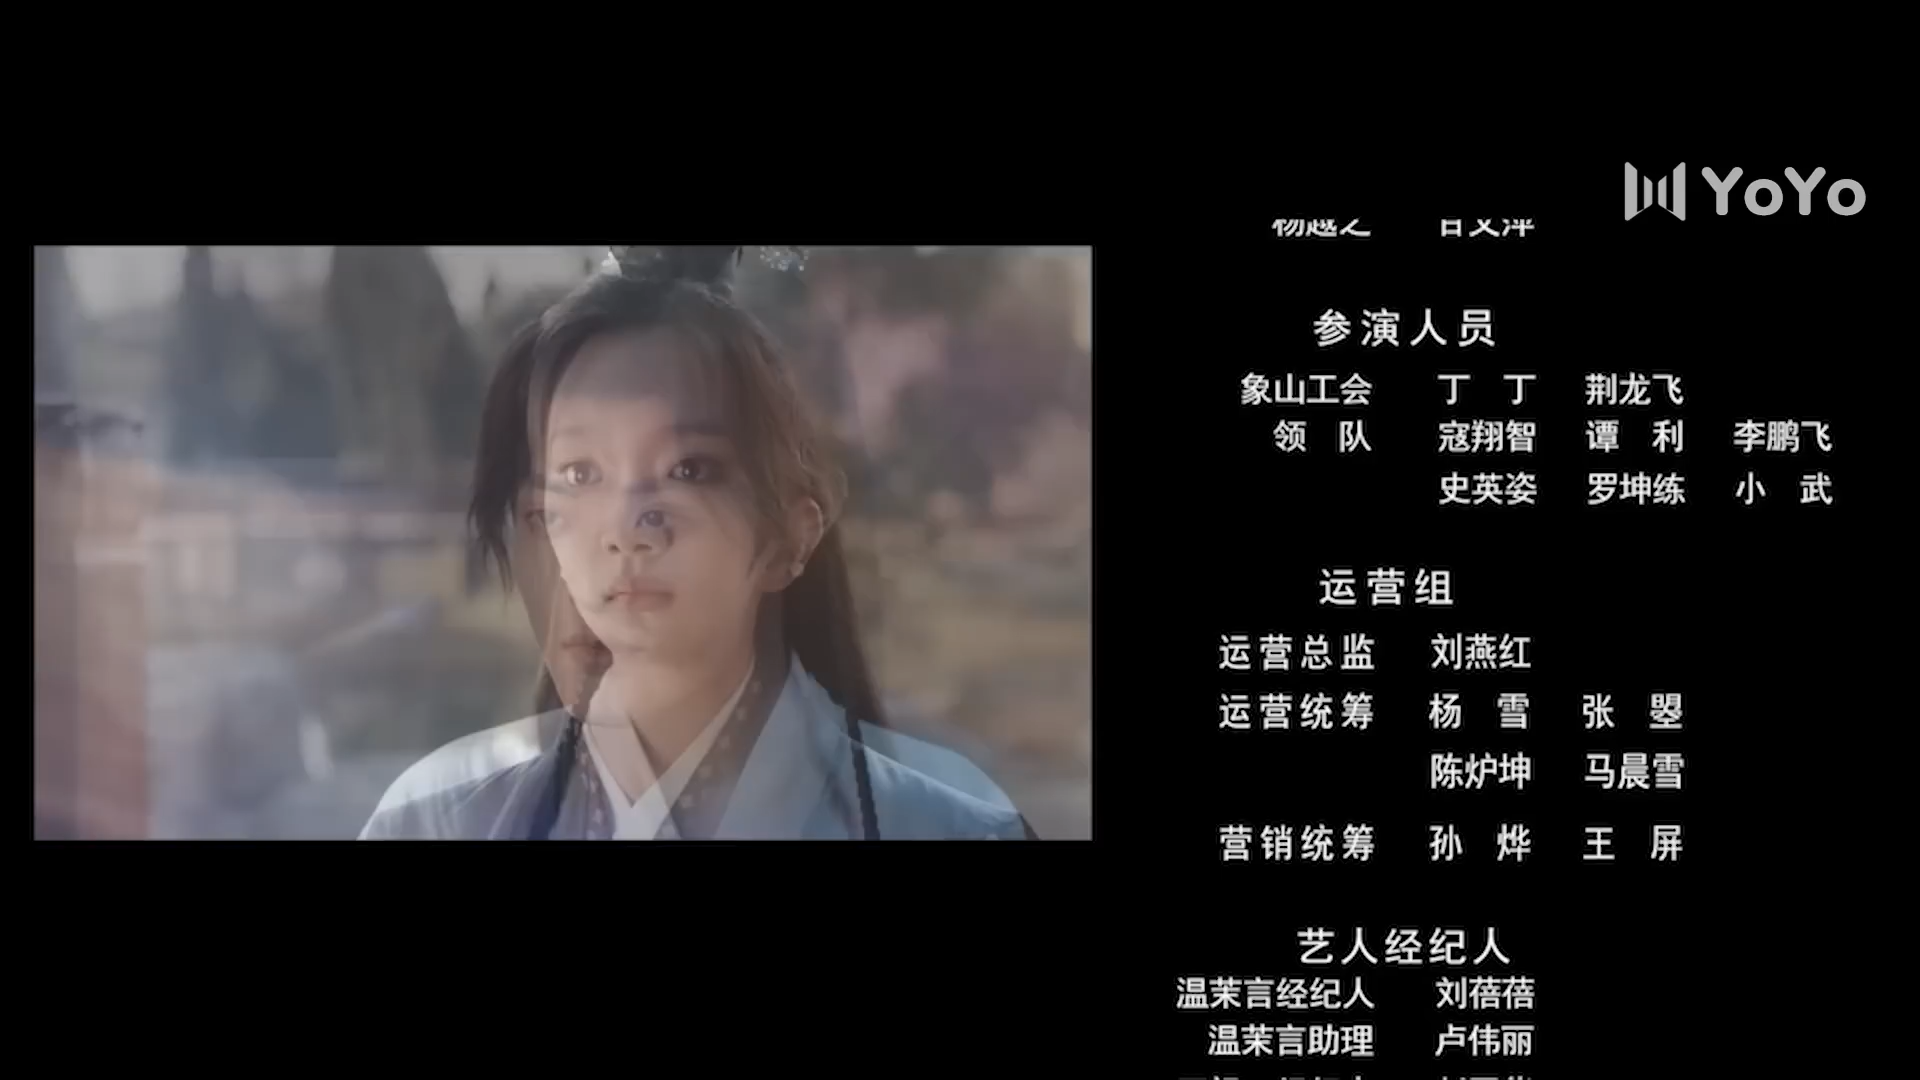 YoYo
参演人员
象山工会 丁 丁 荆龙飞
领 队 寇翔智 谭 利 李鹏飞
史英姿 罗坤练 小 武
运营组
运营总监 刘燕红
运营统筹 杨 雪 张 曌
陈炉坤 马晨雪
营销统筹 孙 烨 王 屏
艺人经纪人
温茉言经纪人 刘蓓蓓
温茉言助理 卢伟丽